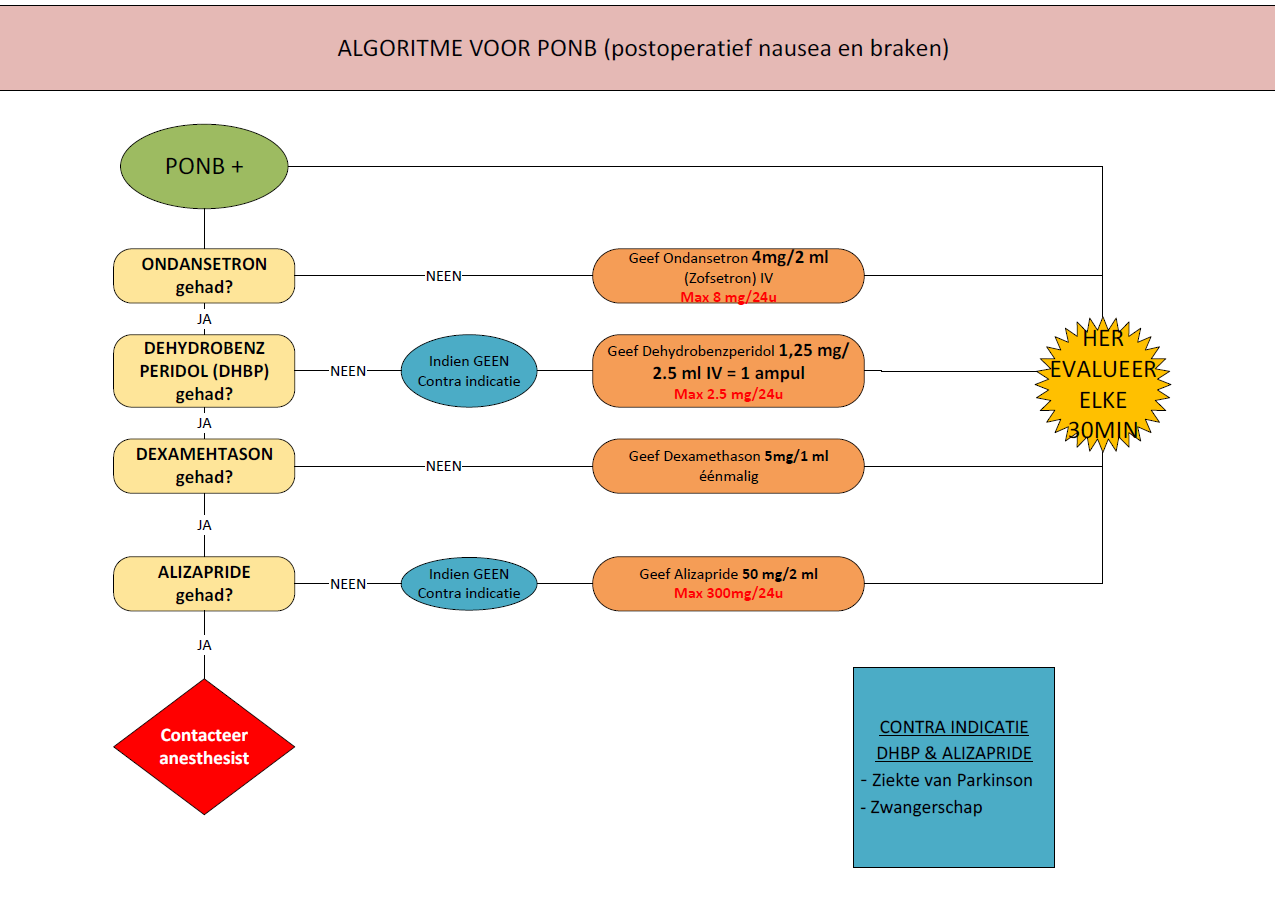 ALGORITME VOOR PONB (postoperatief nausea en braken)
PONB +
ONDANSETRON
gehad?
NEEN
Geef Ondansetron 4mg/2 ml
(Zofsetron) IV
Max 8 mg/24u
JA
DEHYDROBENZ
PERIDOL (DHBP)
gehad?
NEEN
Indien GEEN
Contra indicatie
Geef Dehydrobenzperidol 1,25 mg/
2.5 ml IV = 1 ampul
Max 2.5 mg/24u
HER
EVALUEER
ELKE
30MIN
JA
DEXAMEHTASON
gehad?
NEEN
Geef Dexamethason 5mg/1 ml
éénmalig
JA
ALIZAPRIDE
gehad?
NEEN
Indien GEEN
Contra indicatie
Geef Alizapride 50 mg/2 ml
Max 300mg/24u
JA
Contacteer
anesthesist
CONTRA INDICATIE
DHBP & ALIZAPRIDE
- Ziekte van Parkinson
- Zwangerschap